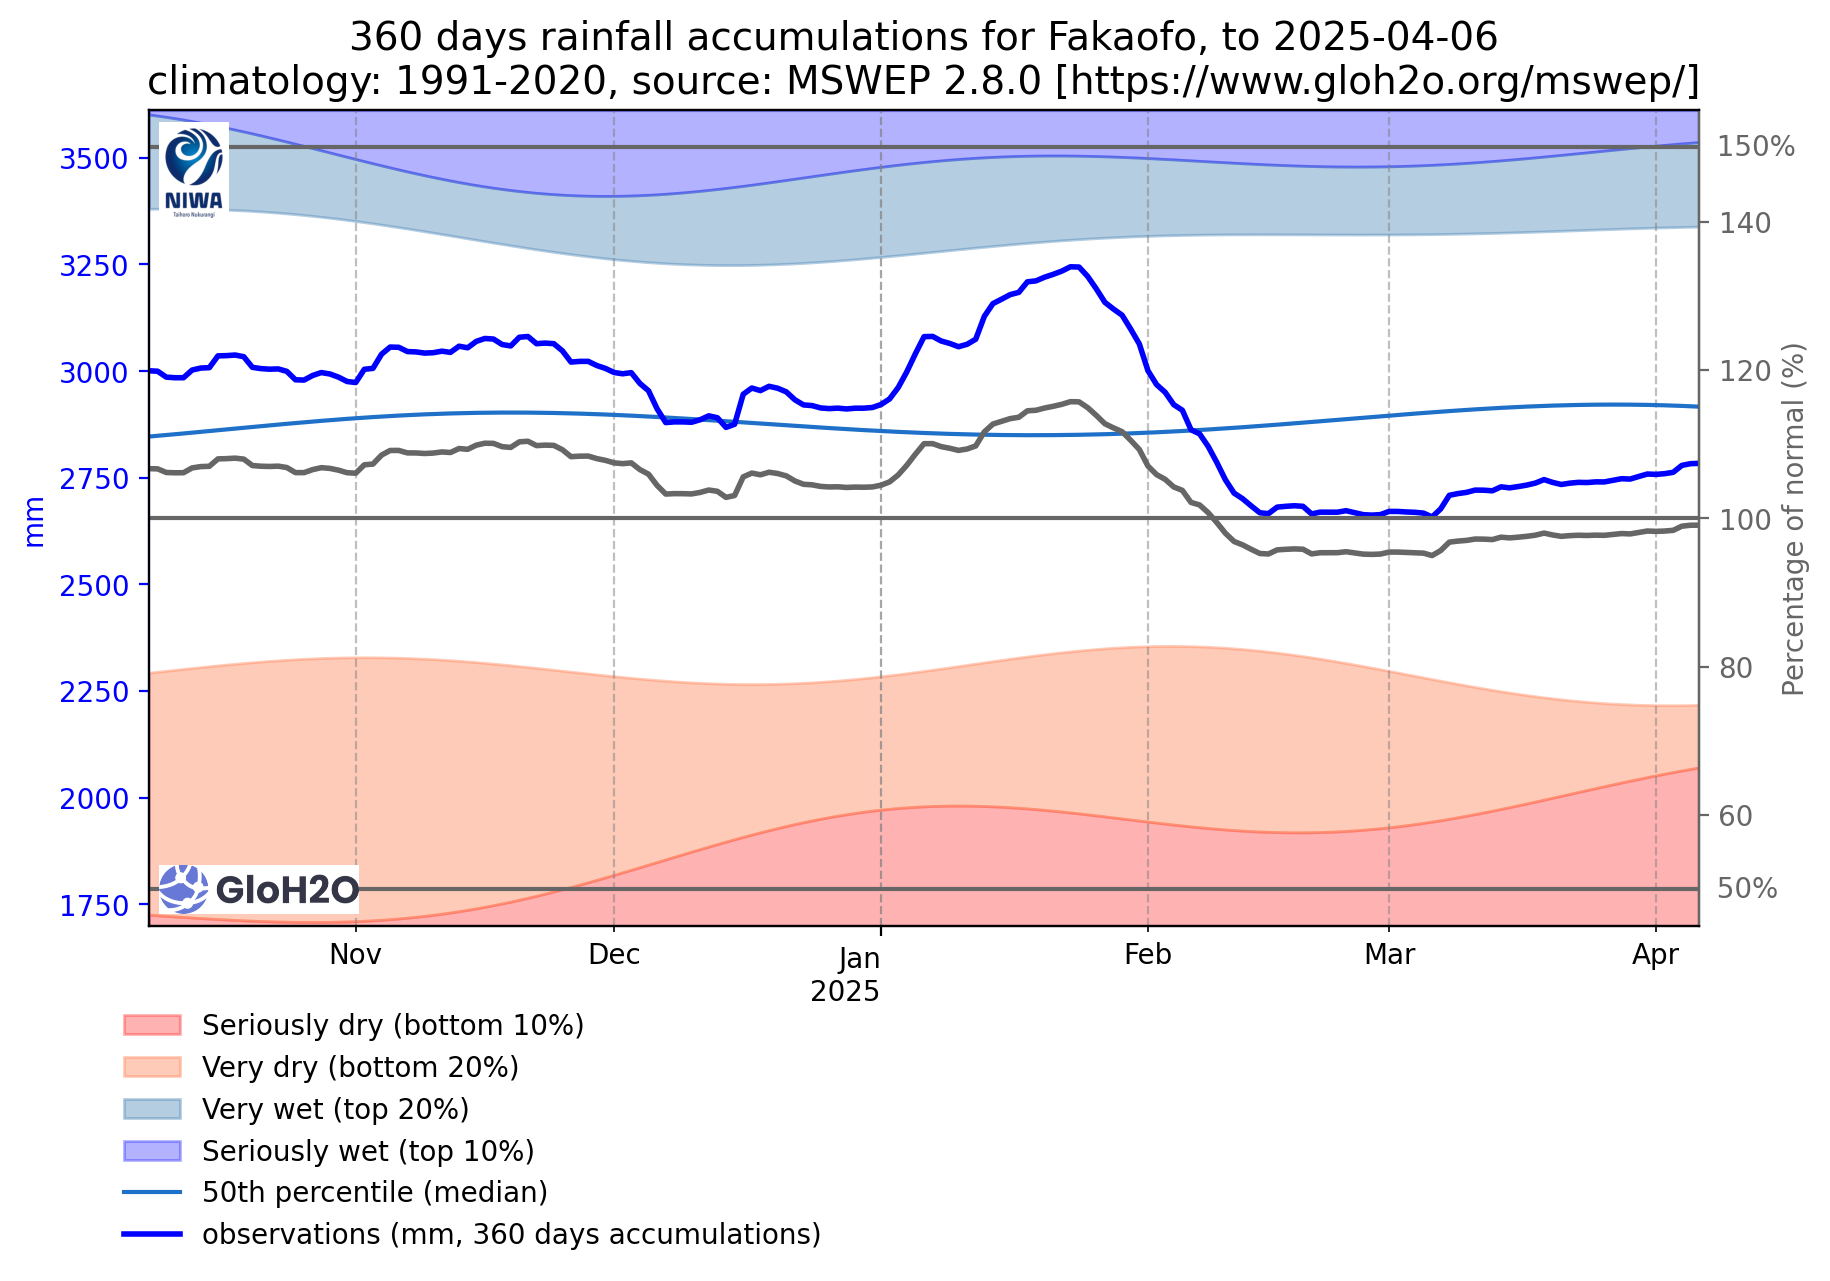 360 days rainfall accumulations for Fakaofo, to 2025-04-06
climatology: 1991-2020, source: MSWEP 2.8.0 [https://www.gloh2o.org/mswep/]
NIWA
Taihoro Nukurangi
GloH2O
mm
3500
3250
3000
2750
2500
2250
2000
1750
150%
140
120
100
80
60
50%
Percentage of normal (%)
Nov
Dec
Jan
2025
Feb
Mar
Apr
Seriously dry (bottom 10%)
Very dry (bottom 20%)
Very wet (top 20%)
Seriously wet (top 10%)
50th percentile (median)
observations (mm, 360 days accumulations)